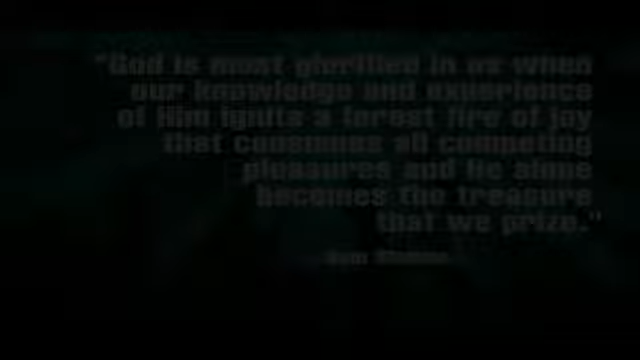 "God is most glorified in us when
our knowledge and experience
of Him ignite a forest fire of joy
that consumes all competing
pleasures and He alone
becomes the treasure
that we prize."